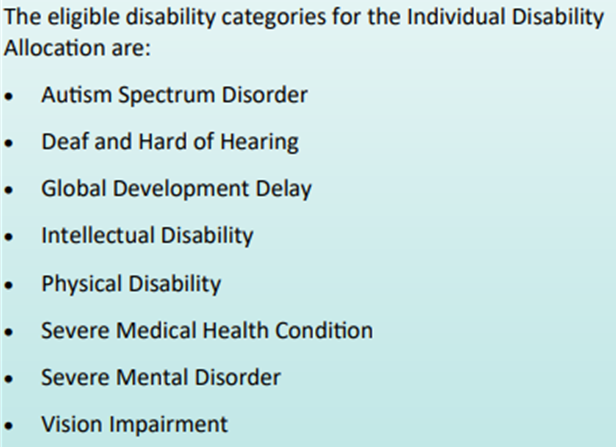 The eligible disability categories for the Individual Disability
Allocation are:
• Autism Spectrum Disorder
• Deaf and Hard of Hearing
• Global Development Delay
• Intellectual Disability
• Physical Disability
• Severe Medical Health Condition
• Severe Mental Disorder
• Vision Impairment